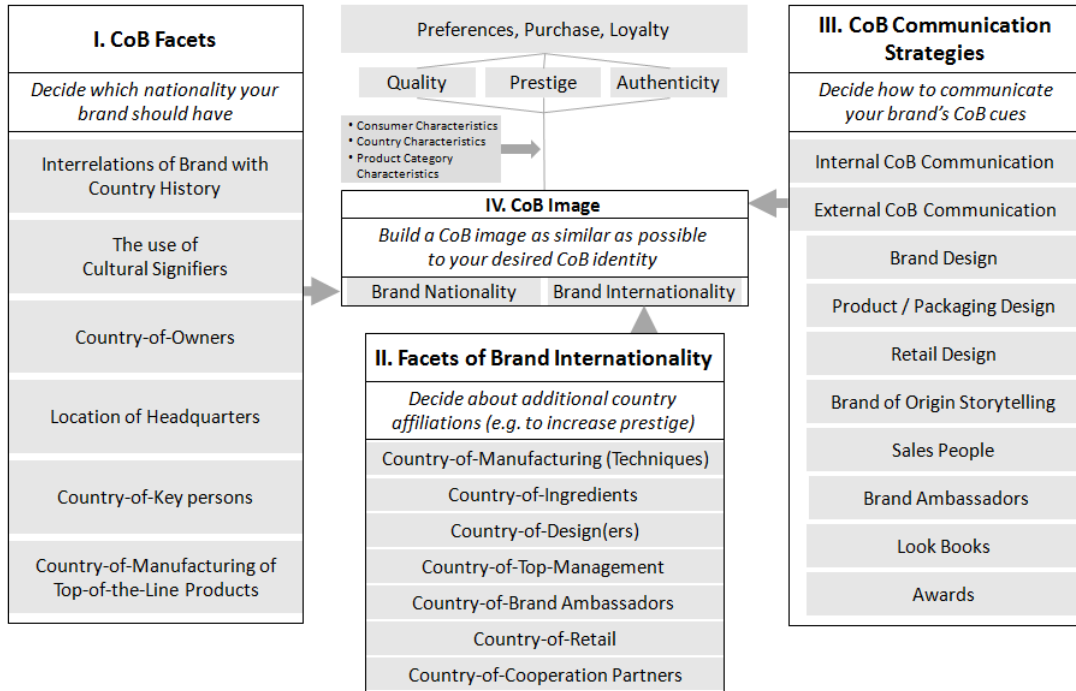 I. CoB Facets
Decide which nationality your
brand should have
Interrelations of Brand with
Country History
The use of
Cultural Signifiers
Country-of-Owners
Location of Headquarters
Country-of-Key persons
Country-of-Manufacturing of
Top-of-the-Line Products
Preferences, Purchase, Loyalty
Quality
Prestige
Authenticity
• Consumer Characteristics
• Country Characteristics
• Product Category
Characteristics
IV. CoB Image
Build a CoB image as similar as possible
to your desired CoB identity
Brand Nationality
Brand Internationality
II. Facets of Brand Internationality
Decide about additional country
affiliations (e.g. to increase prestige)
Country-of-Manufacturing (Techniques)
Country-of-Ingredients
Country-of-Design(ers)
Country-of-Top-Management
Country-of-Brand Ambassadors
Country-of-Retail
Country-of-Cooperation Partners
III. CoB Communication
Strategies
Decide how to communicate
your brand's CoB cues
Internal CoB Communication
External CoB Communication
Brand Design
Product / Packaging Design
Retail Design
Brand of Origin Storytelling
Sales People
Brand Ambassadors
Look Books
Awards